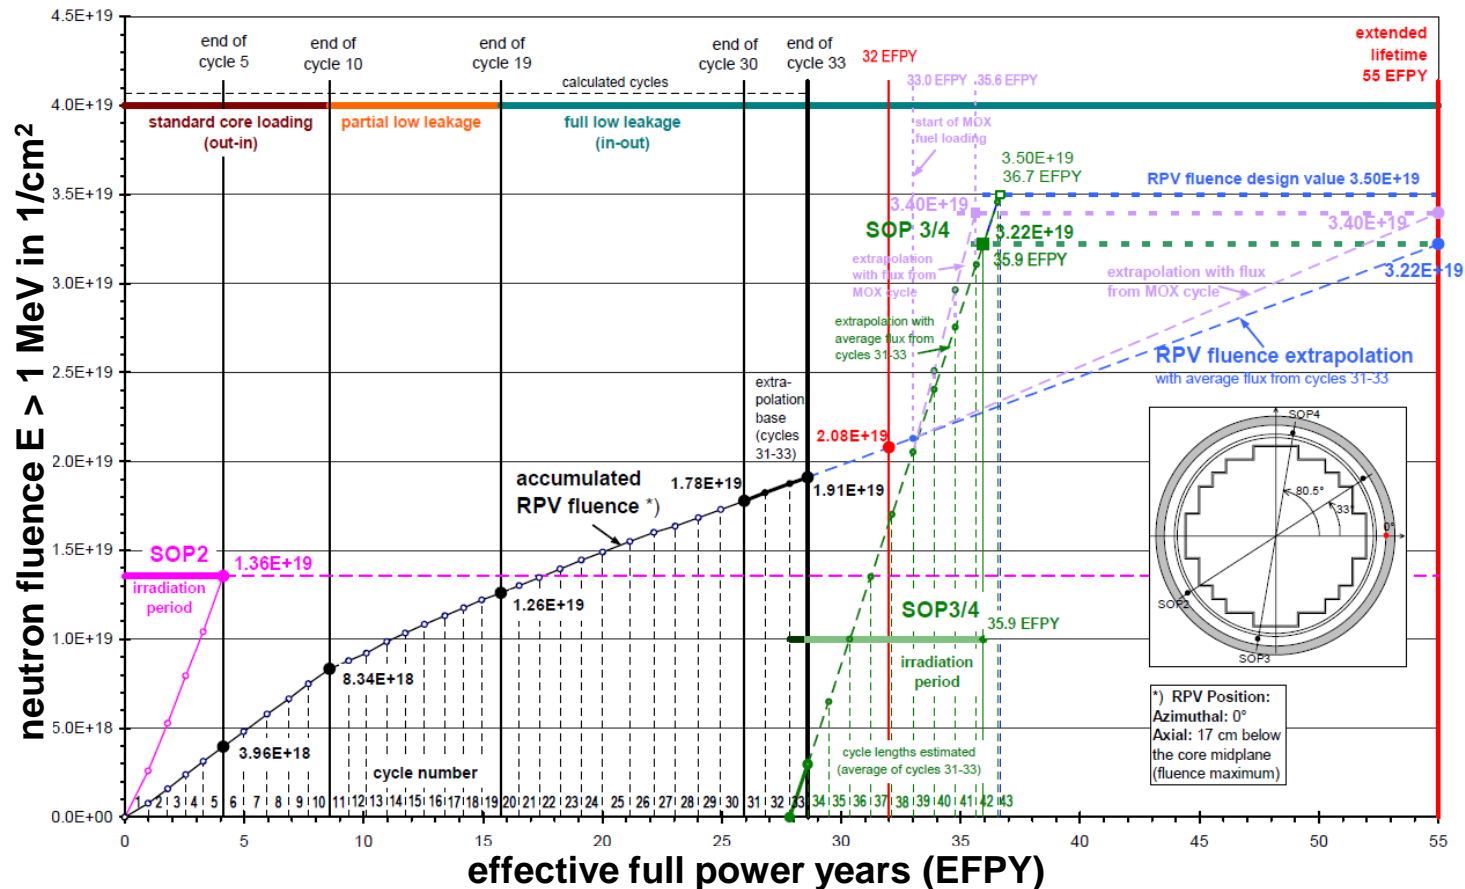 4.5E+19
4.0E+19
3.5E+19
3.0E+19
2.5E+19
2.0E+19
1.5E+19
1.0E+19
5.0E+18
0.0E+00
neutron fluence E > 1 MeV in 1/cm²
end of
cycle 5
end of
cycle 10
end of
cycle 19
end of
cycle 30
end of
cycle 33
calculated cycles
32 EFPY
33.0 EFPY
35.6 EFPY
extended
lifetime
55 EFPY
standard core loading
(out-in)
partial low leakage
full low leakage
(in-out)
start of MOX
fuel loading
3.50E+19
36.7 EFPY
RPV fluence design value 3.50E+19
3.40E+19
SOP 3/4
3.22E+19
35.9 EFPY
3.40E+19
3.22E+19
extrapolation
with flux from
MOX cycle
extrapolation with flux
from MOX cycle
extrapolation with
average flux from
cycles 31-33
RPV fluence extrapolation
with average flux from cycles 31-33
extra-
polation
base
(cycles
31-33)
2.08E+19
1.78E+19
1.91E+19
accumulated
RPV fluence *)
SOP2
1.36E+19
irradiation
period
1.26E+19
8.34E+18
3.96E+18
SOP3/4
35.9 EFPY
irradiation
period
cycle lengths estimated
(average of cycles 31-33)
cycle number
1 2 3 4 5 6 7 8 9 10 11 12 13 14 15 16 17 18 19 20 21 22 23 24 25 26 27 28 29 30 31 32 33 34 35 36 37 38 39 40 41 42 43
SOP4
80.5°
33°
0°
SOP2
SOP3
*) RPV Position:
Azimuthal: 0°
Axial: 17 cm below
the core midplane
(fluence maximum)
0 5 10 15 20 25 30 35 40 45 50 55
effective full power years (EFPY)